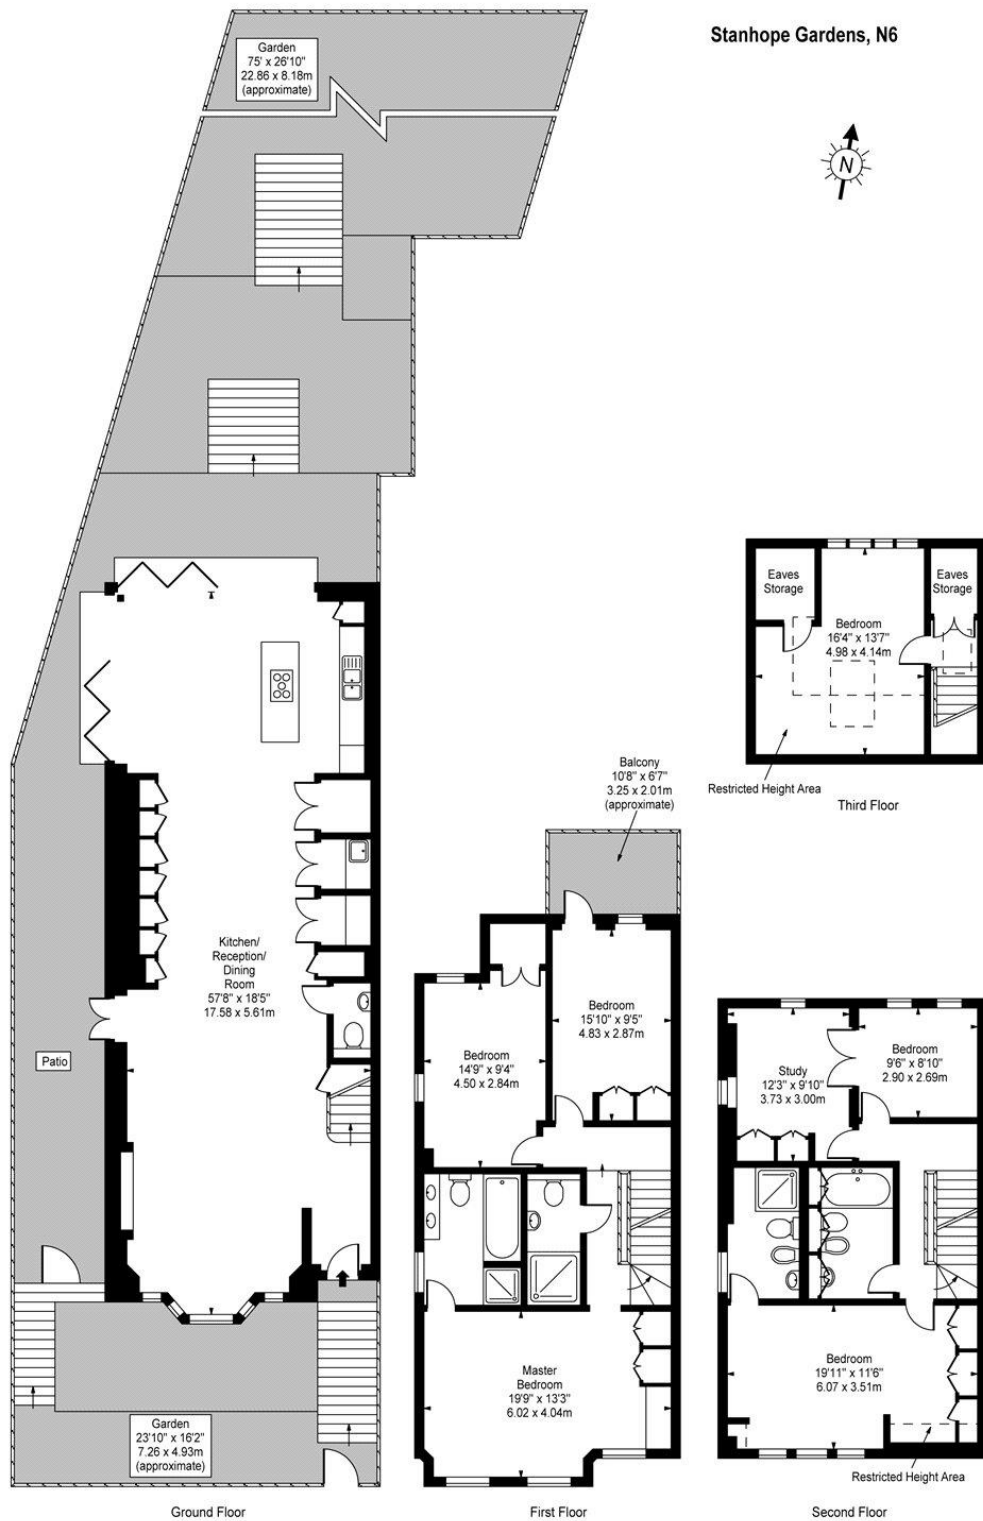 Stanhope Gardens, N6
N
Garden
75' x 26'10"
22.86 x 8.18m
(approximate)
Eaves
Storage
Eaves
Storage
Bedroom
16'4" x 13'7"
4.98 x 4.14m
Restricted Height Area
Third Floor
Balcony
10'8" x 6'7"
3.25 x 2.01m
(approximate)
Kitchen/
Reception/
Dining
Room
57'8" x 18'5"
17.58 x 5.61m
Patio
Garden
23'10" x 16'2"
7.26 x 4.93m
(approximate)
Ground Floor
Bedroom
15'10" x 9'5"
4.83 x 2.87m
Bedroom
14'9" x 9'4"
4.50 x 2.84m
Master
Bedroom
19'9" x 13'3"
6.02 x 4.04m
First Floor
Bedroom
9'6" x 8'10"
2.90 x 2.69m
Study
12'3" x 9'10"
3.73 x 3.00m
Bedroom
19'11" x 11'6"
6.07 x 3.51m
Restricted Height Area
Second Floor